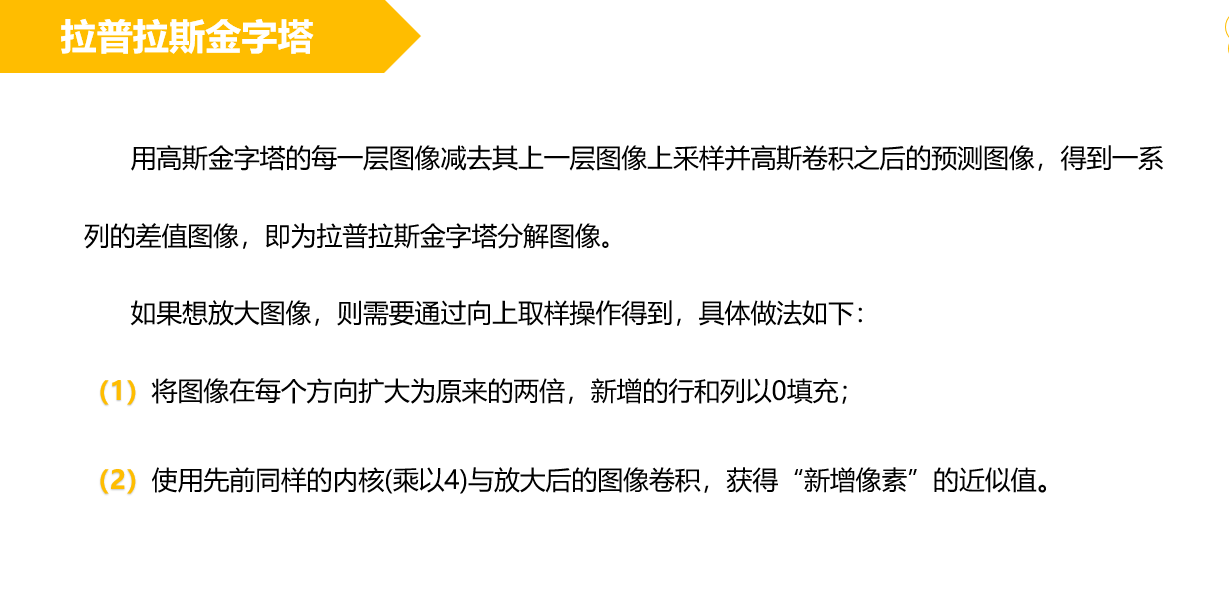 拉普拉斯金字塔
用高斯金字塔的每一层图像减去其上一层图像上采样并高斯卷积之后的预测图像，得到一系
列的差值图像，即为拉普拉斯金字塔分解图像。
如果想放大图像，则需要通过向上取样操作得到，具体做法如下：
（1）将图像在每个方向扩大为原来的两倍，新增的行和列以0填充；
（2）使用先前同样的内核(乘以4)与放大后的图像卷积，获得“新增像素”的近似值。